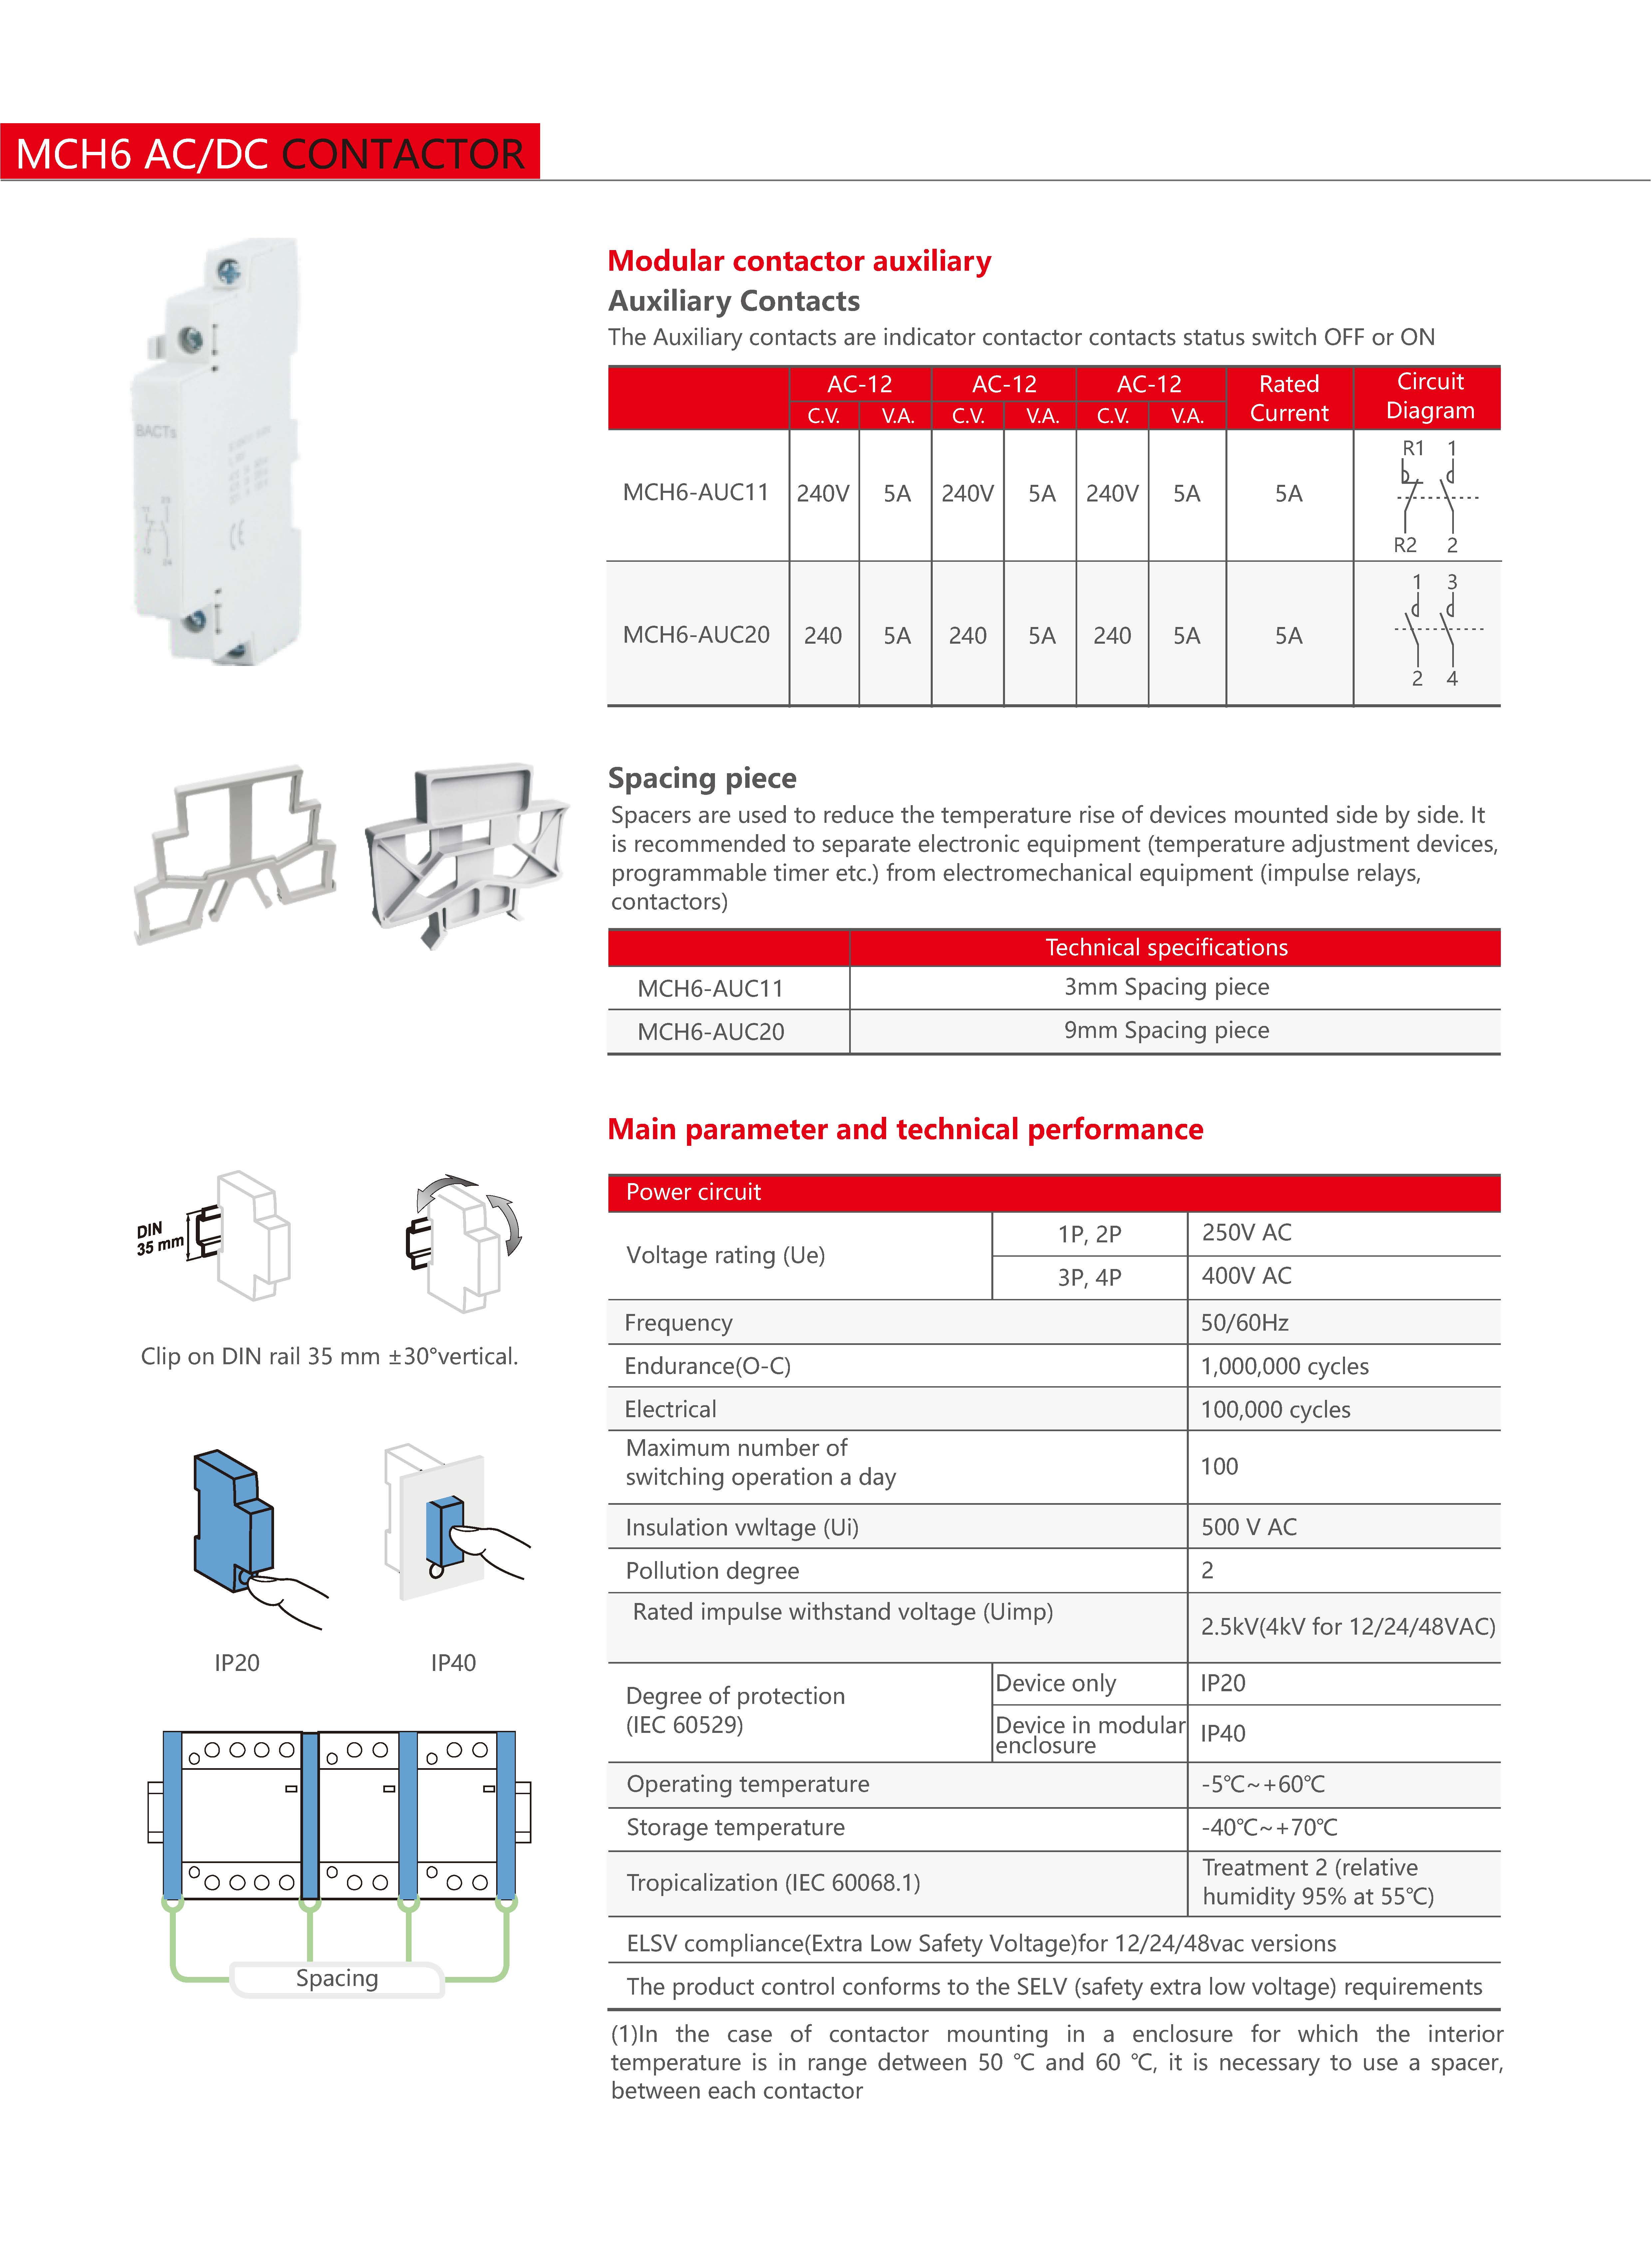 MCH6 AC/DC CONTACTOR
Modular contactor auxiliary
Auxiliary Contacts
The Auxiliary contacts are indicator contactor contacts status switch OFF or ON
AC-12 AC-12 AC-12 Rated Current Circuit Diagram
C.V. V.A. C.V. V.A. C.V. V.A.
MCH6-AUC11 240V 5A 240V 5A 240V 5A 5A
R1 1
R2 2
MCH6-AUC20 240 5A 240 5A 240 5A 5A
1 3
2 4
BACTs
CE
Spacing piece
Spacers are used to reduce the temperature rise of devices mounted side by side. It
is recommended to separate electronic equipment (temperature adjustment devices,
programmable timer etc.) from electromechanical equipment (impulse relays,
contactors)
Technical specifications
MCH6-AUC11 3mm Spacing piece
MCH6-AUC20 9mm Spacing piece
Main parameter and technical performance
Power circuit
Voltage rating (Ue) 1P, 2P 250V AC
3P, 4P 400V AC
Frequency 50/60Hz
Endurance(O-C) 1,000,000 cycles
Electrical 100,000 cycles
Maximum number of
switching operation a day 100
Insulation vwltage (Ui) 500 V AC
Pollution degree 2
Rated impulse withstand voltage (Uimp) 2.5kV(4kV for 12/24/48VAC)
Degree of protection
(IEC 60529)
Device only IP20
Device in modular
enclosure IP40
Operating temperature -5℃~+60℃
Storage temperature -40℃~+70℃
Tropicalization (IEC 60068.1) Treatment 2 (relative
humidity 95% at 55℃)
ELSV compliance(Extra Low Safety Voltage)for 12/24/48vac versions
The product control conforms to the SELV (safety extra low voltage) requirements
(1)In the case of contactor mounting in a enclosure for which the interior
temperature is in range detween 50 ℃ and 60 ℃, it is necessary to use a spacer,
between each contactor
DIN
35 mm
Clip on DIN rail 35 mm ±30°vertical.
IP20 IP40
Spacing